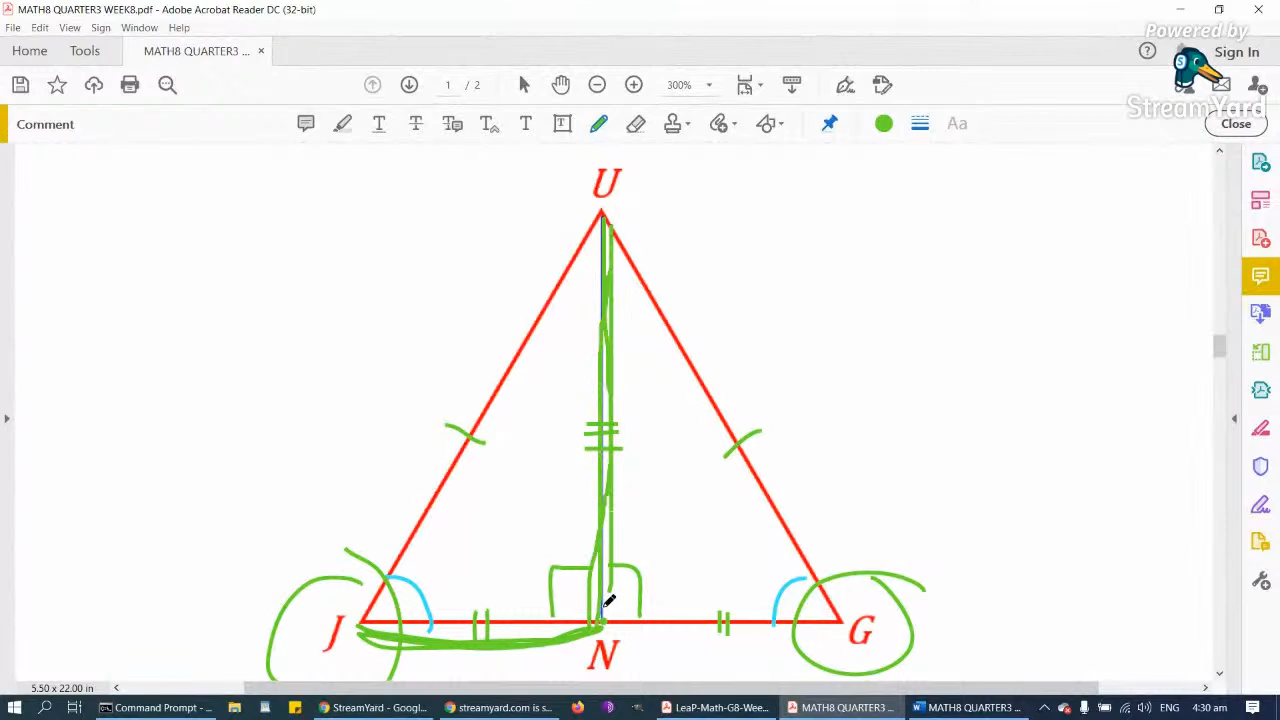 MATH8 QUARTER3 WEEK8.pdf - Adobe Acrobat Reader DC (32-bit)
Powered by
File Edit View Sign Window Help
Home Tools MATH8 QUARTER3 ... × Sign In
StreamYard
1 / 2 300%
Comment Aa Close
U
J N G
5.50 x 22.00 in
Command Prompt - ... StreamYard - Googl... streamyard.com is s... LeaP-Math-G8-Wee... MATH8 QUARTER3 ... MATH8 QUARTER3 ... ENG 4:30 am